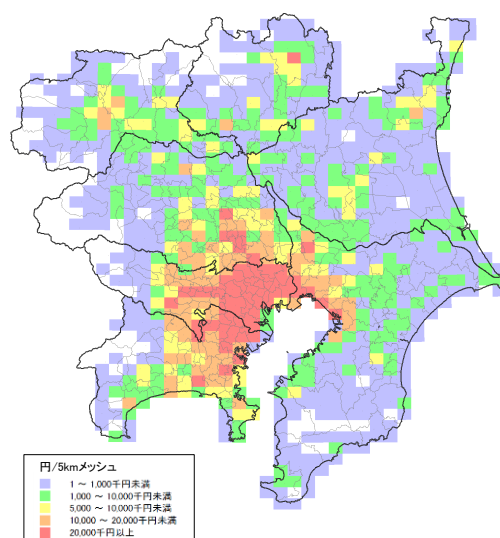 円/5kmメッシュ
1 ～ 1,000千円未満
1,000 ～ 10,000千円未満
5,000 ～ 10,000千円未満
10,000 ～ 20,000千円未満
20,000千円以上